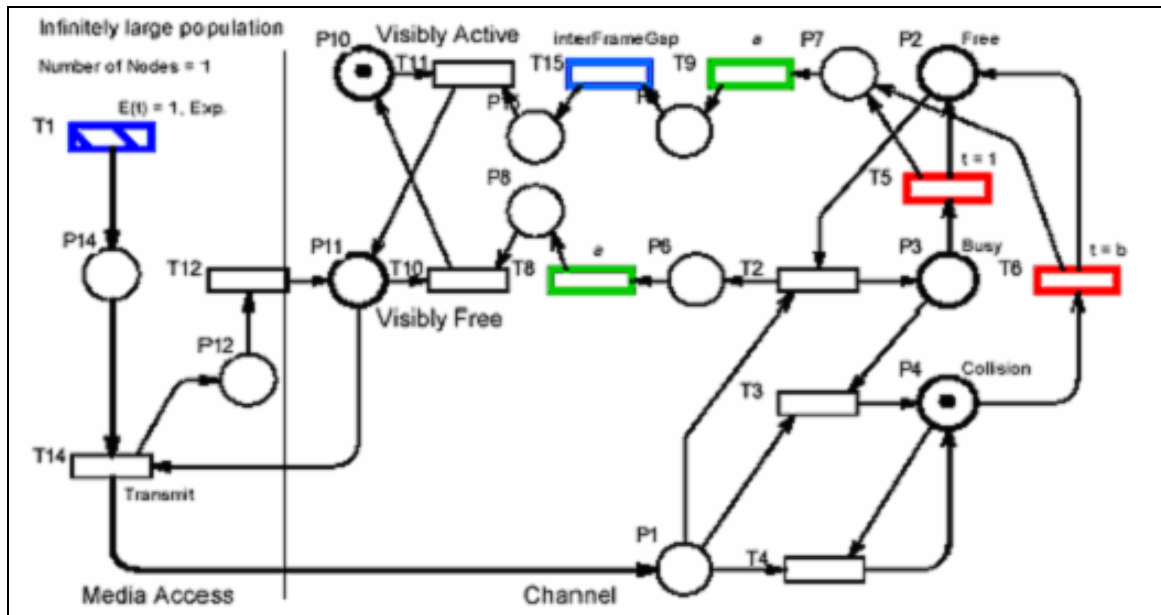 Infinitely large population
Number of Nodes = 1
E(t) = 1, Exp.
T1
P14
T12
P12
T14
Transmit
Media Access
P10
Visibly Active
T11
interFrameGap
T15
T9
a
P7
P2
Free
P8
T5
t = 1
P11
T10
T8
a
P6
T2
P3
Busy
T6
t = b
Visibly Free
T3
P4
Collision
P1
T4
Channel